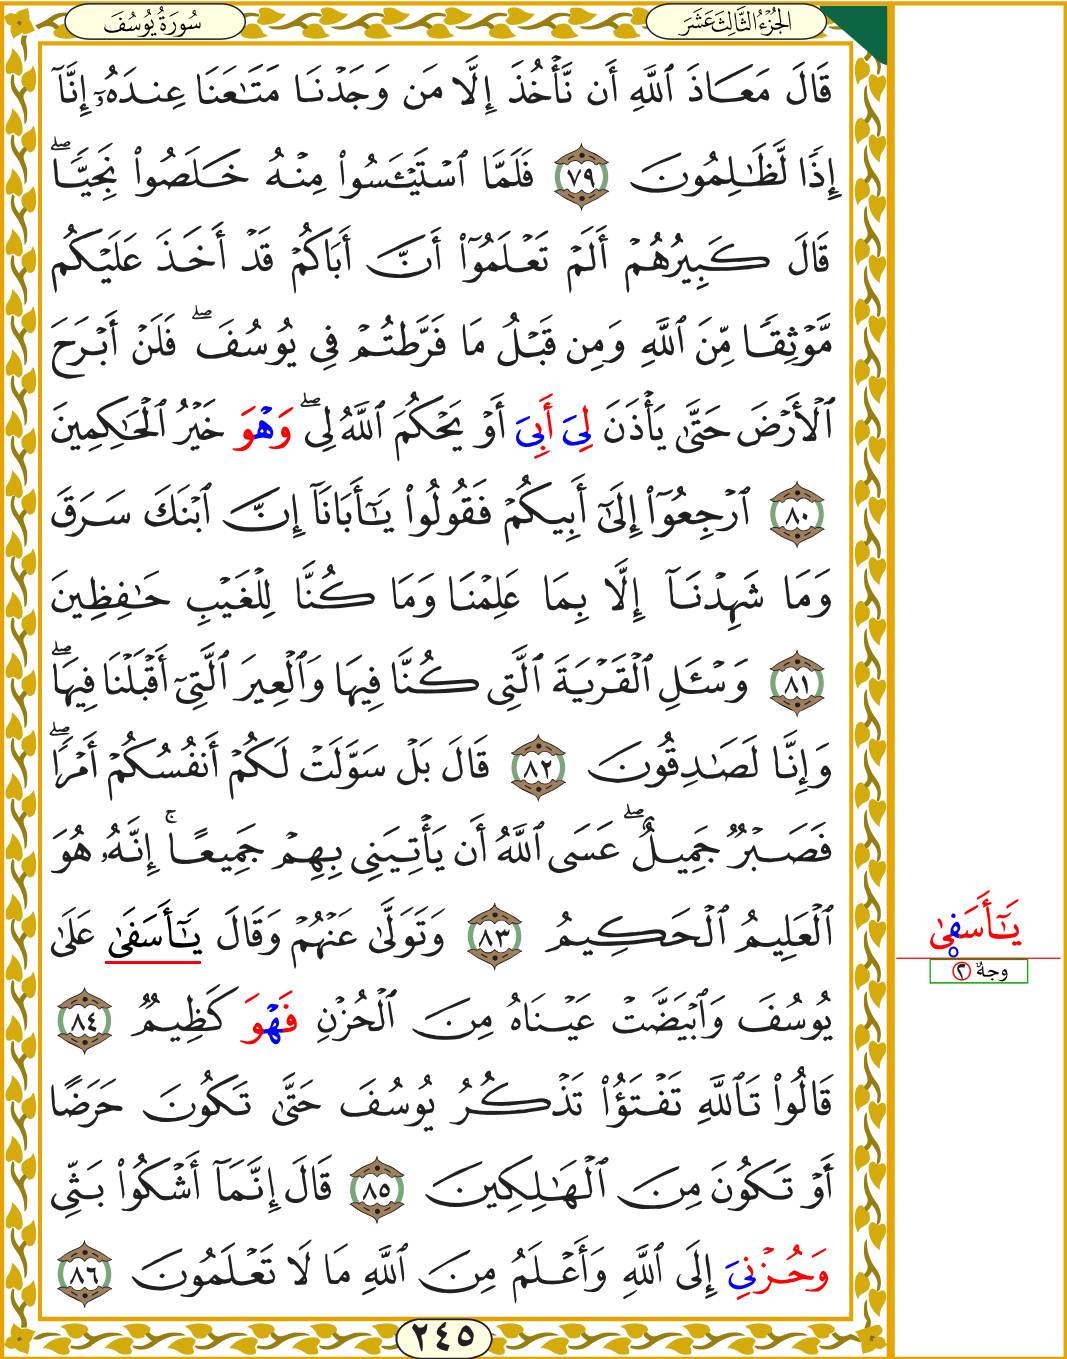 الجُزْءُ الثَّالِثَ عَشَرَ
سُورَةُ يُوسُفَ
قَالَ مَعَاذَ ٱللَّهِ أَن نَّأۡخُذَ إِلَّا مَن وَجَدۡنَا مَتَٰعَنَا عِندَهُۥٓ إِنَّآ
إِذٗا لَّظَٰلِمُونَ ٧٩ فَلَمَّا ٱسۡتَيۡـَٔسُواْ مِنۡهُ خَلَصُواْ نَجِيّٗاۖ
قَالَ كَبِيرُهُمۡ أَلَمۡ تَعۡلَمُوٓاْ أَنَّ أَبَاكُمۡ قَدۡ أَخَذَ عَلَيۡكُم
مَّوۡثِقٗا مِّنَ ٱللَّهِ وَمِن قَبۡلُ مَا فَرَّطتُمۡ فِي يُوسُفَۖ فَلَنۡ أَبۡرَحَ
ٱلۡأَرۡضَ حَتَّىٰ يَأۡذَنَ لِيَ أَبِيَ أَوۡ يَحۡكُمَ ٱللَّهُ لِيۖ وَهۡوَ خَيۡرُ ٱلۡحَٰكِمِينَ
٨٠ ٱرۡجِعُوٓاْ إِلَىٰٓ أَبِيكُمۡ فَقُولُواْ يَٰٓأَبَانَآ إِنَّ ٱبۡنَكَ سَرَقَ
وَمَا شَهِدۡنَآ إِلَّا بِمَا عَلِمۡنَا وَمَا كُنَّا لِلۡغَيۡبِ حَٰفِظِينَ
٨١ وَسۡـَٔلِ ٱلۡقَرۡيَةَ ٱلَّتِي كُنَّا فِيهَا وَٱلۡعِيرَ ٱلَّتِيٓ أَقۡبَلۡنَا فِيهَاۖ
وَإِنَّا لَصَٰدِقُونَ ٨٢ قَالَ بَلۡ سَوَّلَتۡ لَكُمۡ أَنفُسُكُمۡ أَمۡرٗاۖ
فَصَبۡرٞ جَمِيلٌۖ عَسَى ٱللَّهُ أَن يَأۡتِيَنِي بِهِمۡ جَمِيعًاۚ إِنَّهُۥ هُوَ
ٱلۡعَلِيمُ ٱلۡحَكِيمُ ٨٣ وَتَوَلَّىٰ عَنۡهُمۡ وَقَالَ يَٰٓأَسَفَىٰ عَلَىٰ
يُوسُفَ وَٱبۡيَضَّتۡ عَيۡنَاهُ مِنَ ٱلۡحُزۡنِ فَهۡوَ كَظِيمٞ ٨٤
قَالُواْ تَٱللَّهِ تَفۡتَؤُاْ تَذۡكُرُ يُوسُفَ حَتَّىٰ تَكُونَ حَرَضًا
أَوۡ تَكُونَ مِنَ ٱلۡهَٰلِكِينَ ٨٥ قَالَ إِنَّمَآ أَشۡكُواْ بَثِّي
وَحُزۡنِيَ إِلَى ٱللَّهِ وَأَعۡلَمُ مِنَ ٱللَّهِ مَا لَا تَعۡلَمُونَ ٨٦
٢٤٥
يَٰٓأَسَفىٰ
وجهٌ ٢